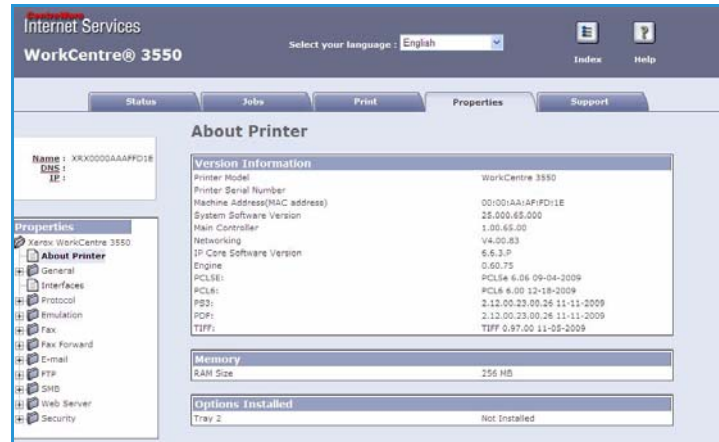 CentreWare
Internet Services
WorkCentre® 3550
Select your language : English
Index
Help
Status
Jobs
Print
Properties
Support
Name : XRX0000AAAFFD1E
DNS :
IP :
Properties
Xerox WorkCentre 3550
About Printer
General
Interfaces
Protocol
Emulation
Fax
Fax Forward
E-mail
FTP
SMB
Web Server
Security
About Printer
Version Information
Printer Model WorkCentre 3550
Printer Serial Number
Machine Address(MAC address) 00:00:AA:AF:FD:1E
System Software Version 25.000.65.000
Main Controller 1.00.65.00
Networking V4.00.83
IP Core Software Version 6.6.3.P
Engine 0.60.75
PCL5E: PCL5e 6.06 09-04-2009
PCL6: PCL6 6.00 12-18-2009
PS3: 2.12.00.23.00.26 11-11-2009
PDF: 2.12.00.23.00.26 11-11-2009
TIFF: TIFF 0.97.00 11-05-2009
Memory
RAM Size 256 MB
Options Installed
Tray 2 Not Installed